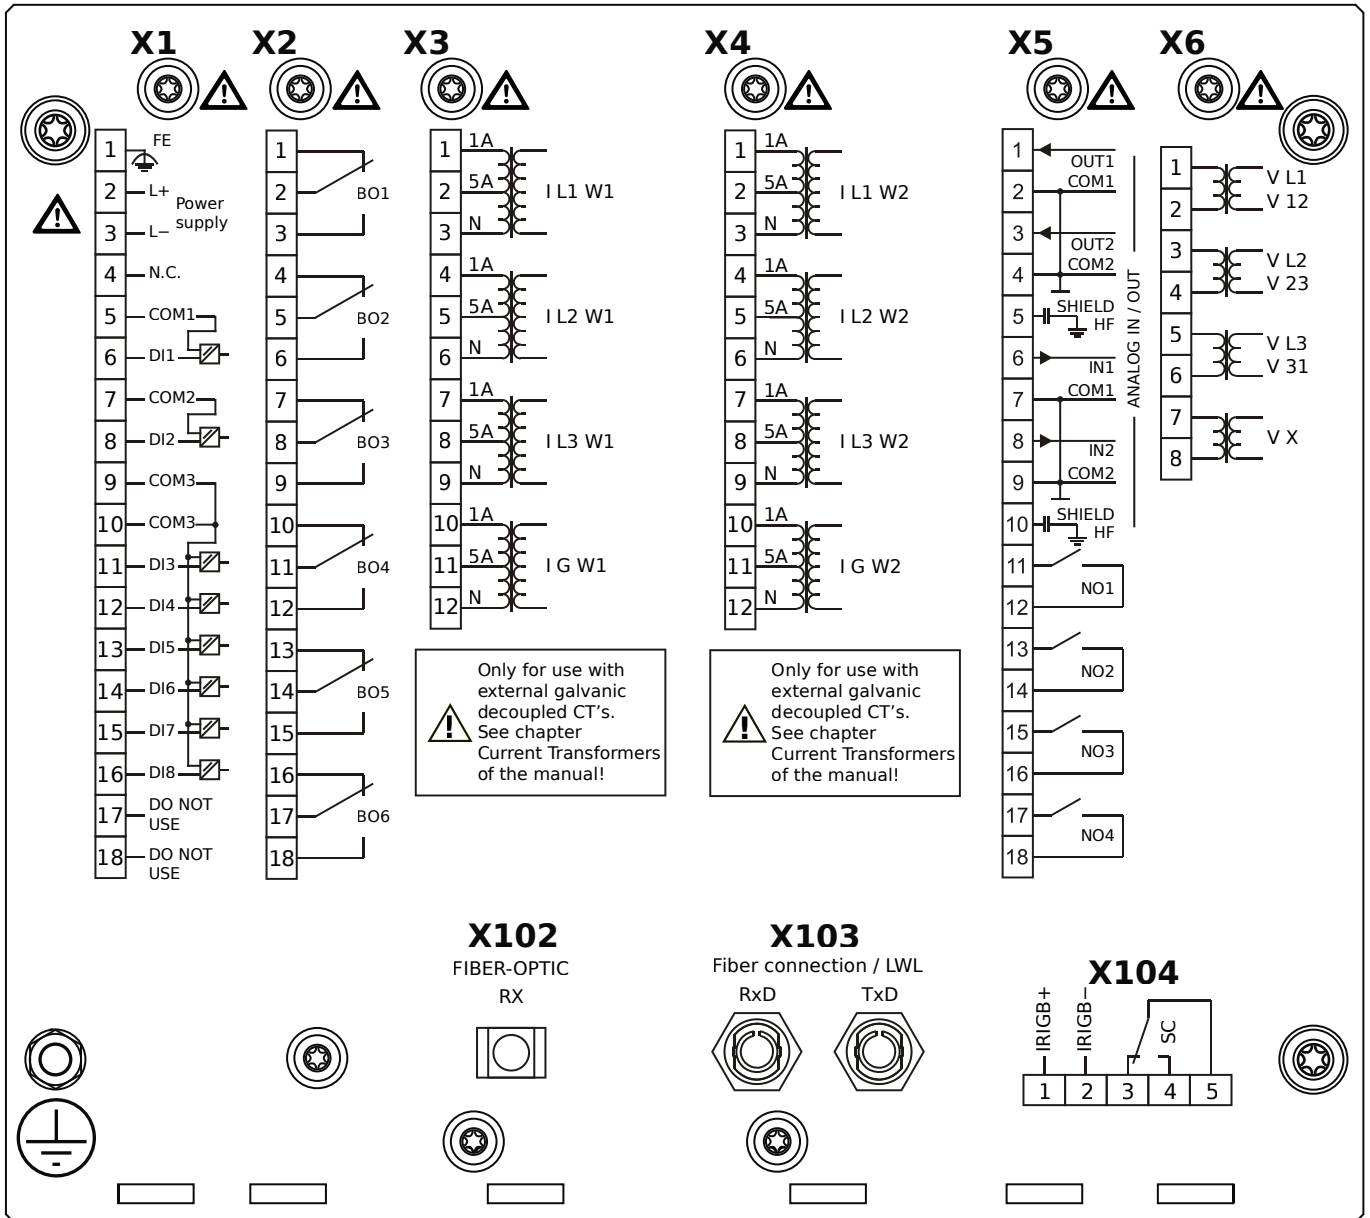 X1
X2
X3
X4
X5
X6
1
FE
2
L+
Power
supply
3
L−
4
N.C.
5
COM1
6
DI1
7
COM2
8
DI2
9
COM3
10
COM3
11
DI3
12
DI4
13
DI5
14
DI6
15
DI7
16
DI8
17
DO NOT
USE
18
DO NOT
USE
1
2
BO1
3
4
5
BO2
6
7
8
BO3
9
10
11
BO4
12
13
14
BO5
15
16
17
BO6
18
1
1A
2
5A
I L1 W1
3
N
4
1A
5
5A
I L2 W1
6
N
7
1A
8
5A
I L3 W1
9
N
10
1A
11
5A
I G W1
12
N
Only for use with
external galvanic
decoupled CT's.
See chapter
Current Transformers
of the manual!
1
1A
2
5A
I L1 W2
3
N
4
1A
5
5A
I L2 W2
6
N
7
1A
8
5A
I L3 W2
9
N
10
1A
11
5A
I G W2
12
N
Only for use with
external galvanic
decoupled CT's.
See chapter
Current Transformers
of the manual!
1
OUT1
2
COM1
3
OUT2
4
COM2
5
SHIELD
HF
6
IN1
7
COM1
8
IN2
9
COM2
10
SHIELD
HF
ANALOG IN / OUT
11
NO1
12
13
NO2
14
15
NO3
16
17
NO4
18
1
V L1
2
V 12
3
V L2
4
V 23
5
V L3
6
V 31
7
V X
8
X102
FIBER-OPTIC
RX
X103
Fiber connection / LWL
RxD
TxD
X104
IRIGB+
IRIGB−
SC
1
2
3
4
5